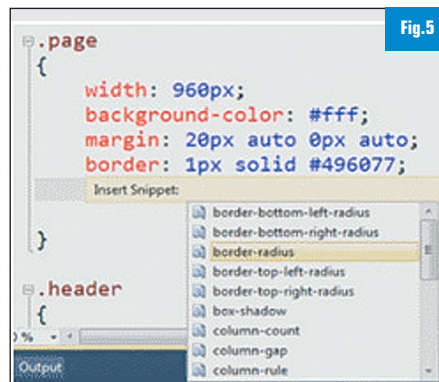 Fig.5
.page
{
width: 960px;
background-color: #fff;
margin: 20px auto 0px auto;
border: 1px solid #496077;
Insert Snippet:
border-bottom-left-radius
border-bottom-right-radius
border-radius
border-top-left-radius
border-top-right-radius
box-shadow
column-count
column-gap
column-rule
}
.header
{
0 %
Output